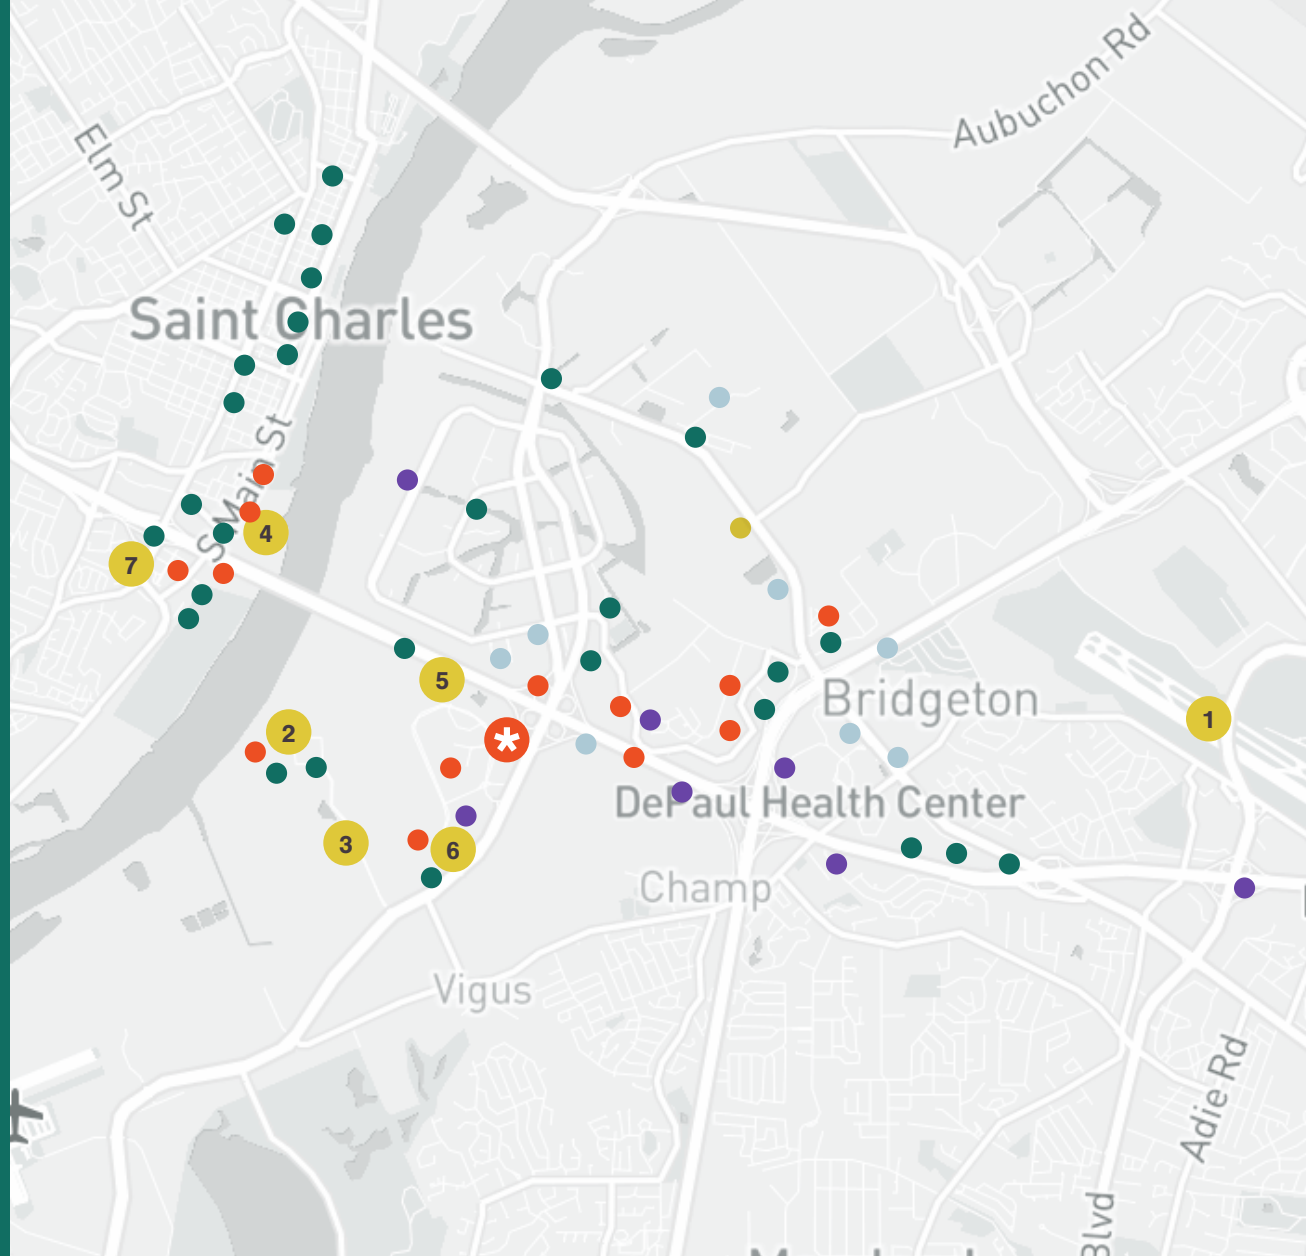 Aubuchon Rd
Elm St
Saint Charles
S Main St
4
7
5
Bridgeton
1
2
*
DePaul Health Center
3
6
Champ
Vigus
Adie Rd
Blvd